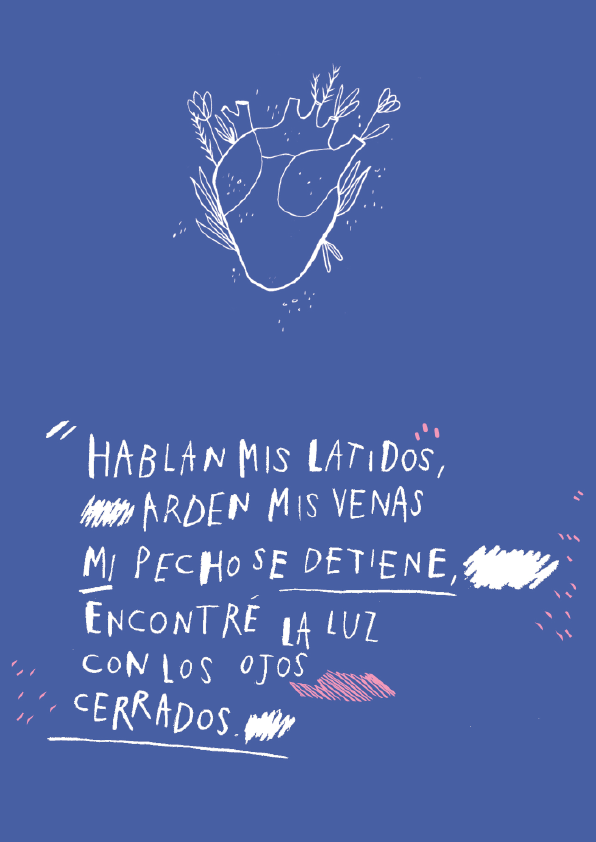 " HABLAN MIS LATIDOS,
ARDEN MIS VENAS
MI PECHO SE DETIENE,
ENCONTRÉ LA LUZ
CON LOS OJOS
CERRADOS.